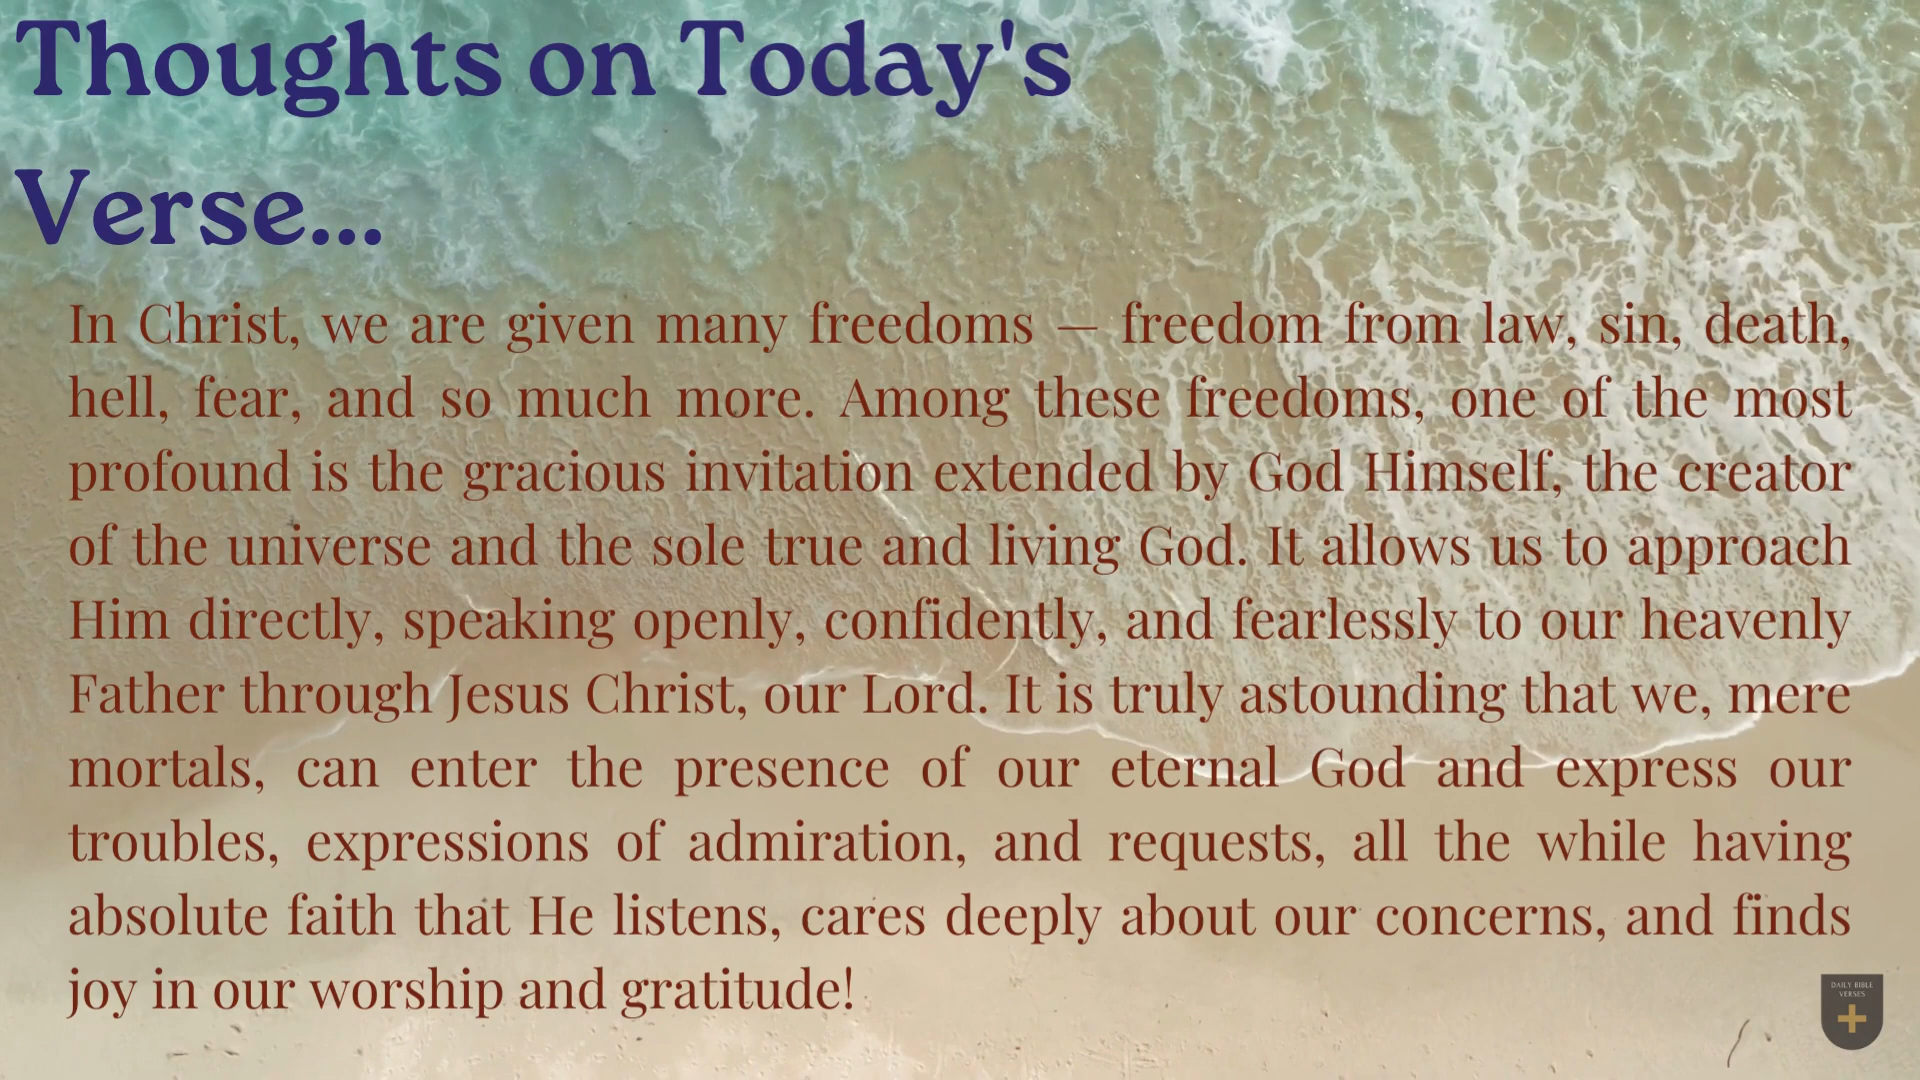 Thoughts on Today's
Verse...
In Christ, we are given many freedoms — freedom from law, sin, death,
hell, fear, and so much more. Among these freedoms, one of the most
profound is the gracious invitation extended by God Himself, the creator
of the universe and the sole true and living God. It allows us to approach
Him directly, speaking openly, confidently, and fearlessly to our heavenly
Father through Jesus Christ, our Lord. It is truly astounding that we, mere
mortals, can enter the presence of our eternal God and express our
troubles, expressions of admiration, and requests, all the while having
absolute faith that He listens, cares deeply about our concerns, and finds
joy in our worship and gratitude!
DAILY BIBLE
VERSES